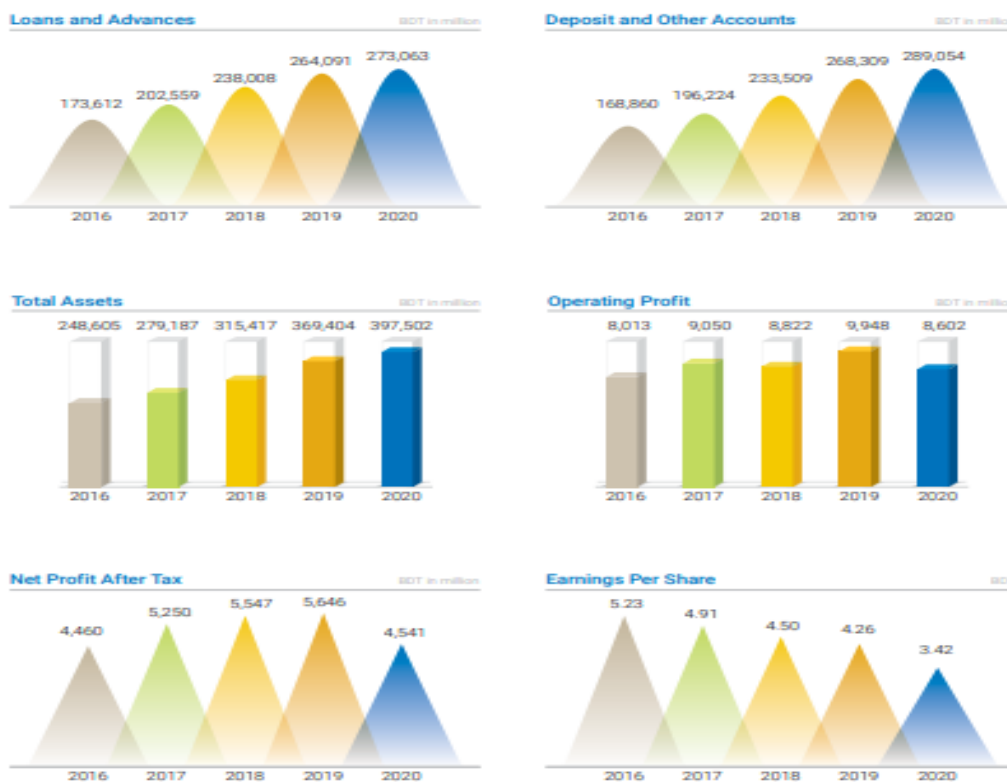 Loans and Advances
BDT in million
173,612 202,559 238,008 264,091 273,063
2016 2017 2018 2019 2020
Deposit and Other Accounts
BDT in million
168,860 196,224 233,509 268,309 289,054
2016 2017 2018 2019 2020
Total Assets
BDT in million
248,605 279,187 315,417 369,404 397,502
2016 2017 2018 2019 2020
Operating Profit
BDT in million
8,013 9,050 8,822 9,948 8,602
2016 2017 2018 2019 2020
Net Profit After Tax
BDT in million
4,460 5,250 5,547 5,646 4,541
2016 2017 2018 2019 2020
Earnings Per Share
5.23 4.91 4.50 4.26 3.42
2016 2017 2018 2019 2020